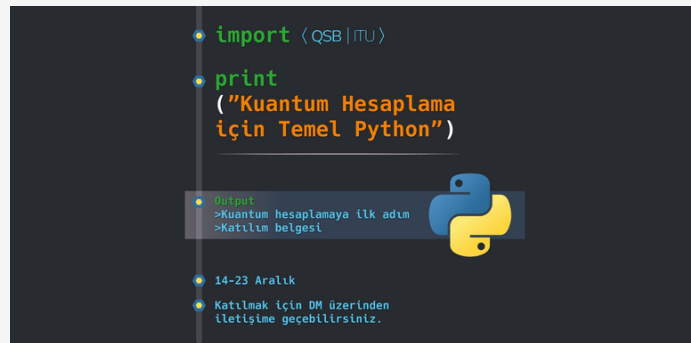 import ⟨QSB|ITU⟩
print
("Kuantum Hesaplama
için Temel Python")
Output
>Kuantum hesaplamaya ilk adım
>Katılım belgesi
14-23 Aralık
Katılmak için DM üzerinden
iletişime geçebilirsiniz.